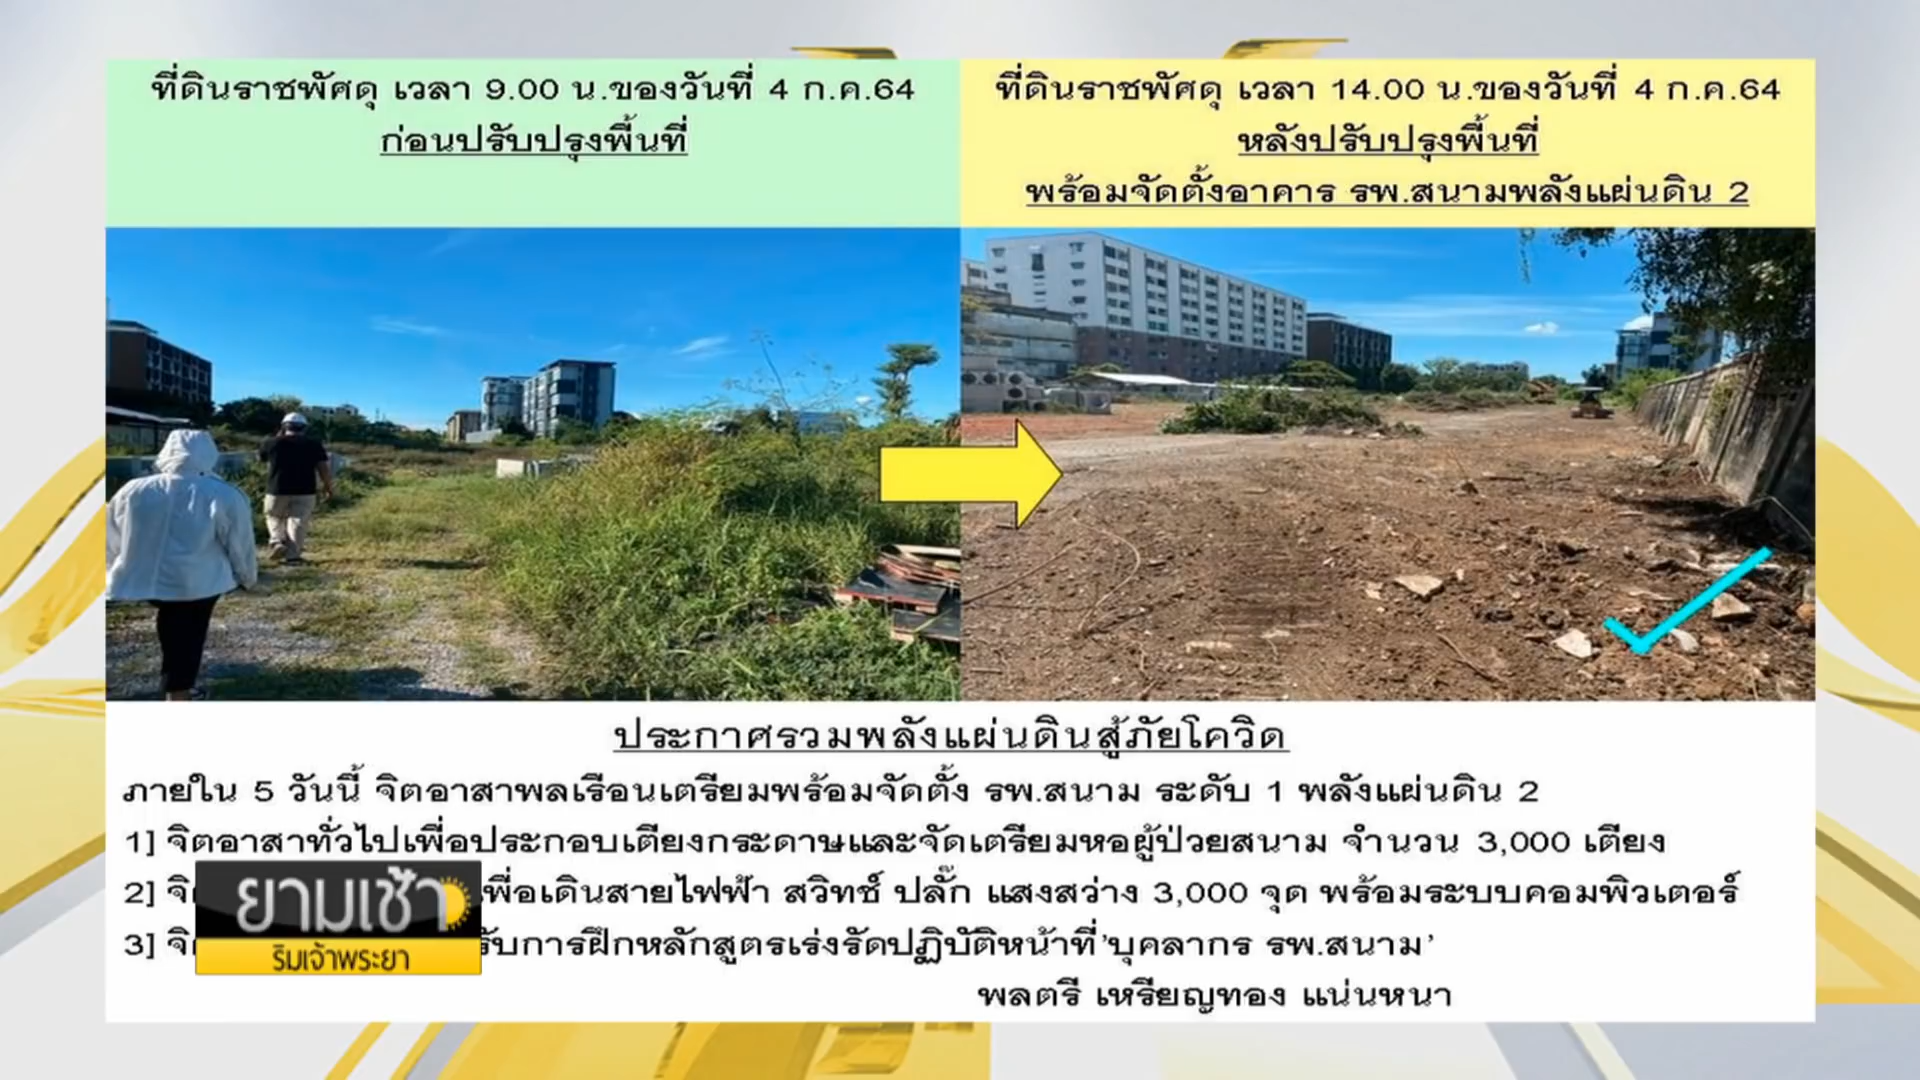 ที่ดินราชพัศดุ เวลา 9.00 น.ของวันที่ 4 ก.ค.64
ก่อนปรับปรุงพื้นที่
ที่ดินราชพัศดุ เวลา 14.00 น.ของวันที่ 4 ก.ค.64
หลังปรับปรุงพื้นที่
พร้อมจัดตั้งอาคาร รพ.สนามพลังแผ่นดิน 2
ประกาศรวมพลังแผ่นดินสู้ภัยโควิด
ภายใน 5 วันนี้ จิตอาสาพลเรือนเตรียมพร้อมจัดตั้ง รพ.สนาม ระดับ 1 พลังแผ่นดิน 2
1] จิตอาสาทั่วไปเพื่อประกอบเตียงกระดาษและจัดเตรียมหอผู้ป่วยสนาม จำนวน 3,000 เตียง
2] เดินสายไฟฟ้า สวิทช์ ปลั๊ก แสงสว่าง 3,000 จุด พร้อมระบบคอมพิวเตอร์
3] รับการฝึกหลักสูตรเร่งรัดปฏิบัติหน้าที่ 'บุคลากร รพ.สนาม'
พลตรี เหรียญทอง แน่นหนา
ยามเช้า
ริมเจ้าพระยา